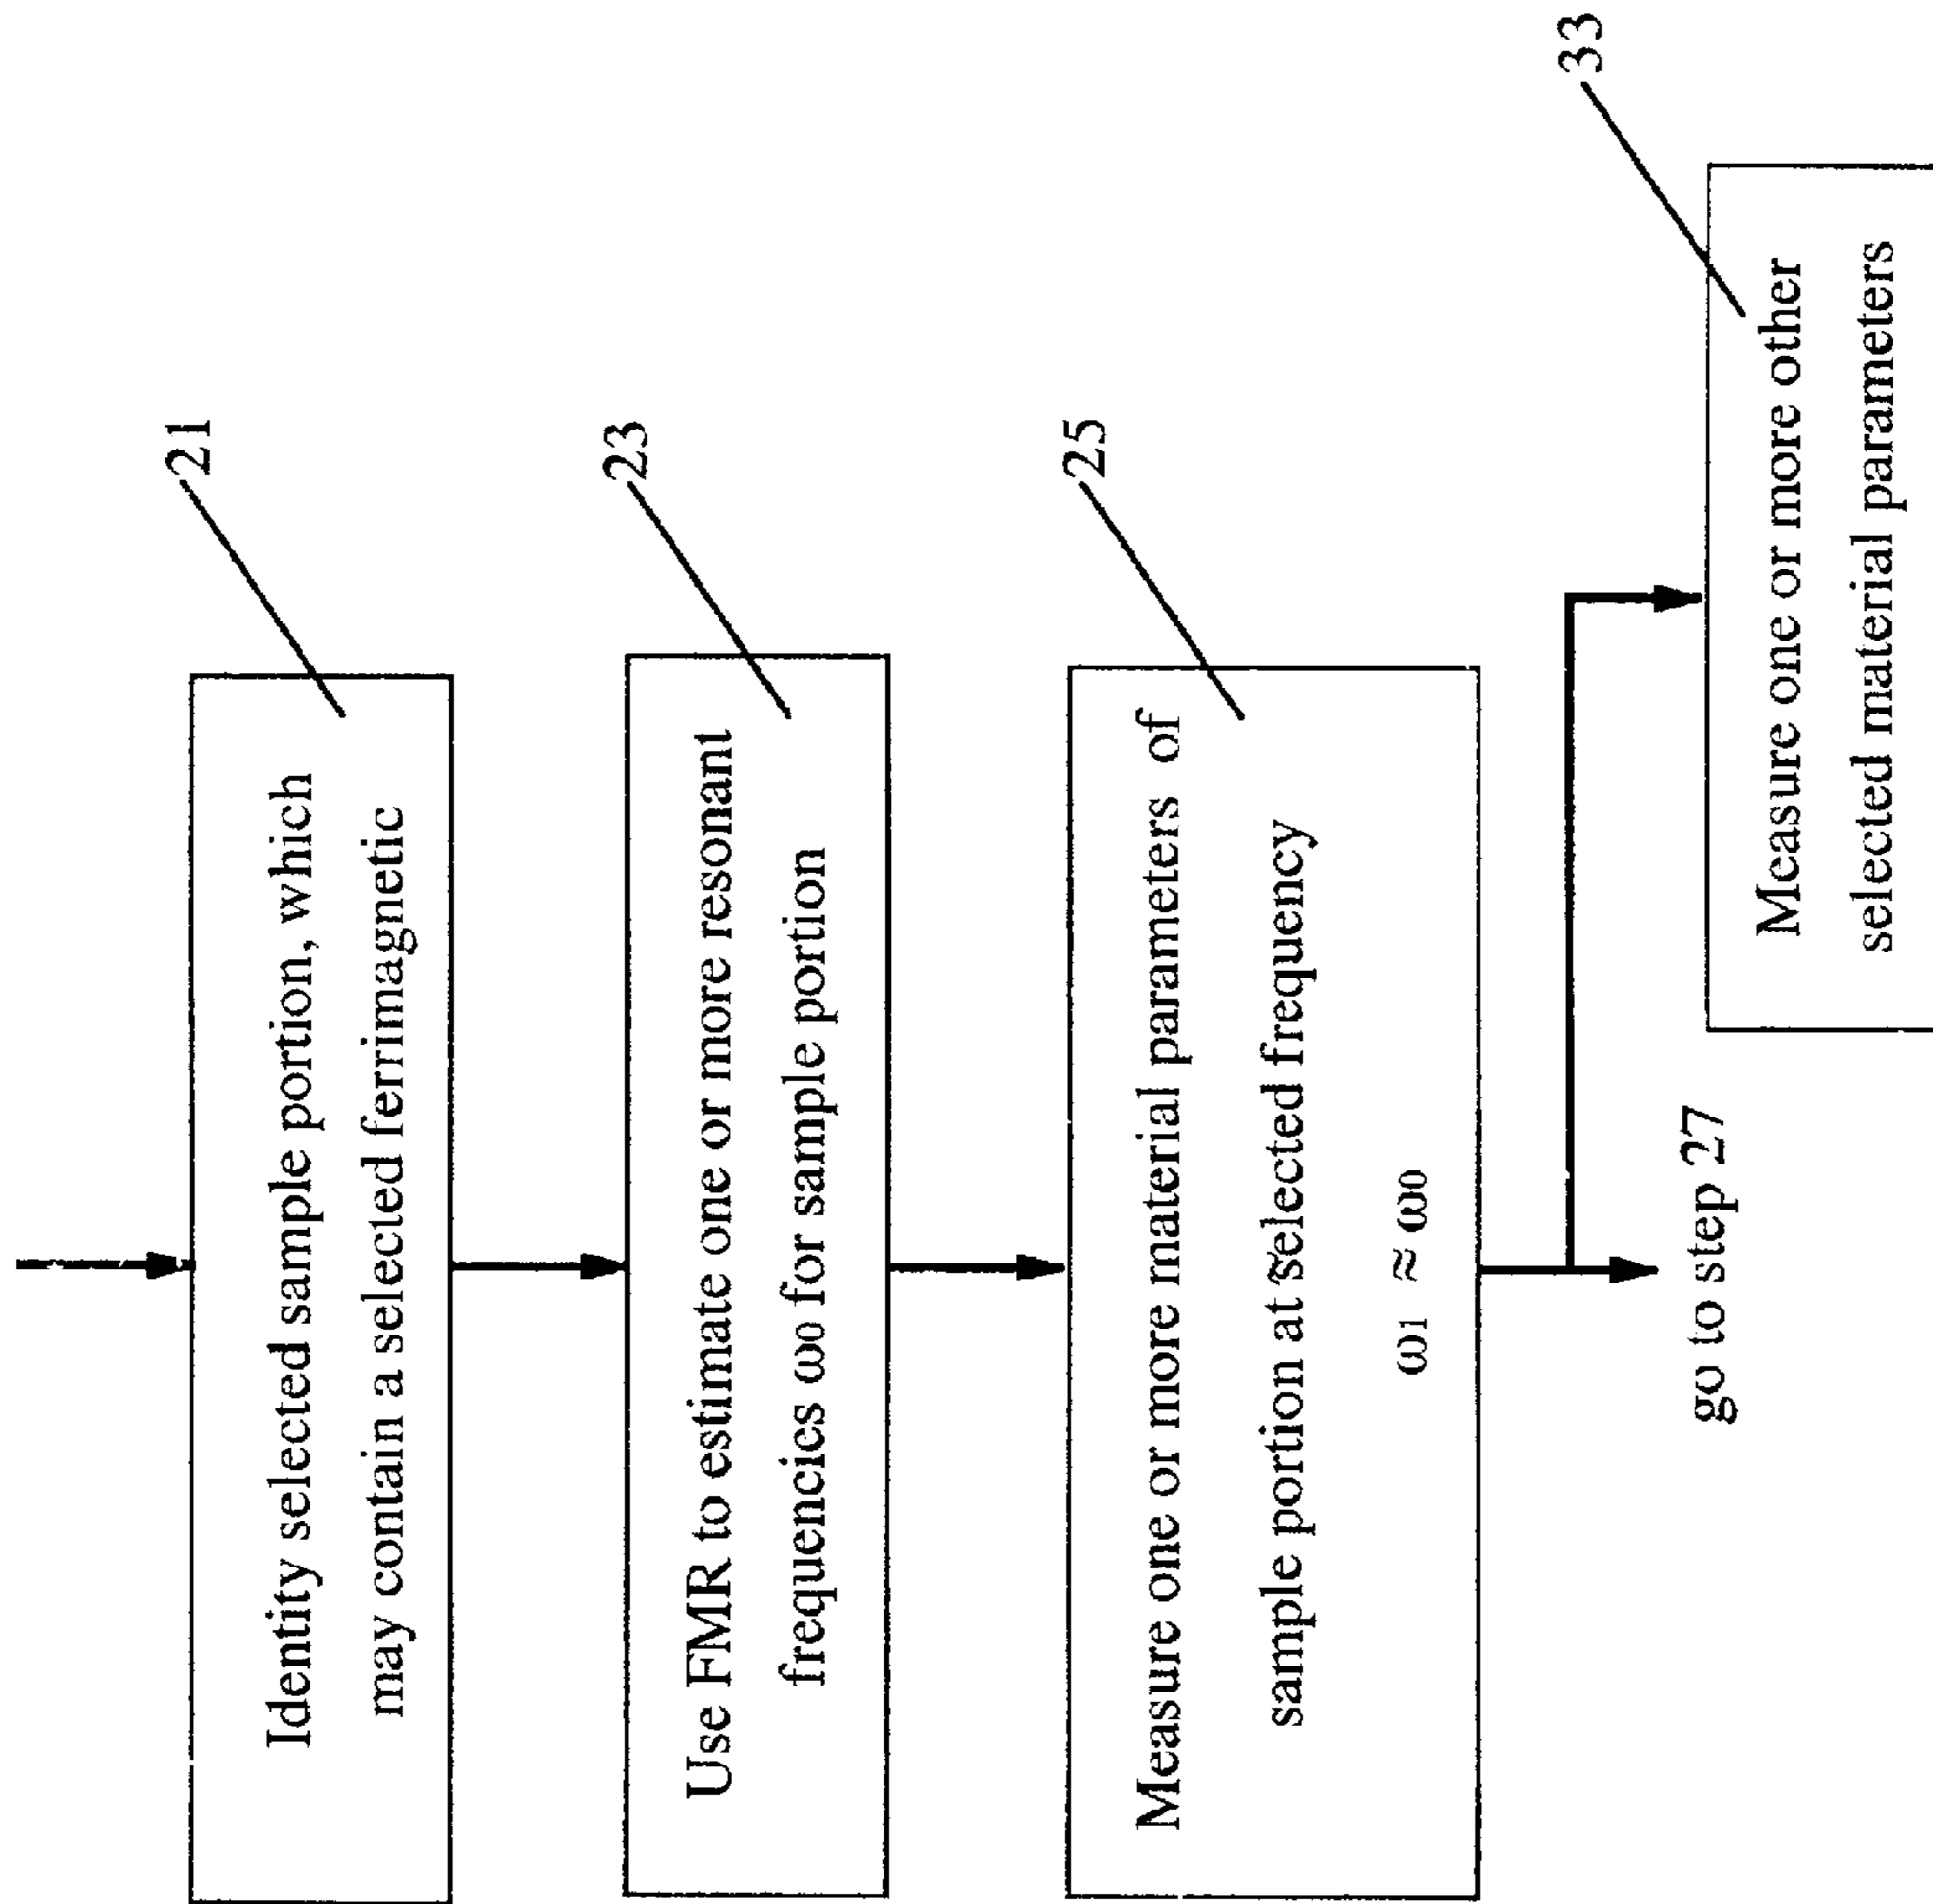 21
Identity selected sample portion, which
may contain a selected ferrimagnetic
23
Use FMR to estimate one or more resonant
frequencies ω0 for sample portion
25
Measure one or more material parameters of
sample portion at selected frequency
ω1 ≈ ω0
go to step 27
33
Measure one or more other
selected material parameters